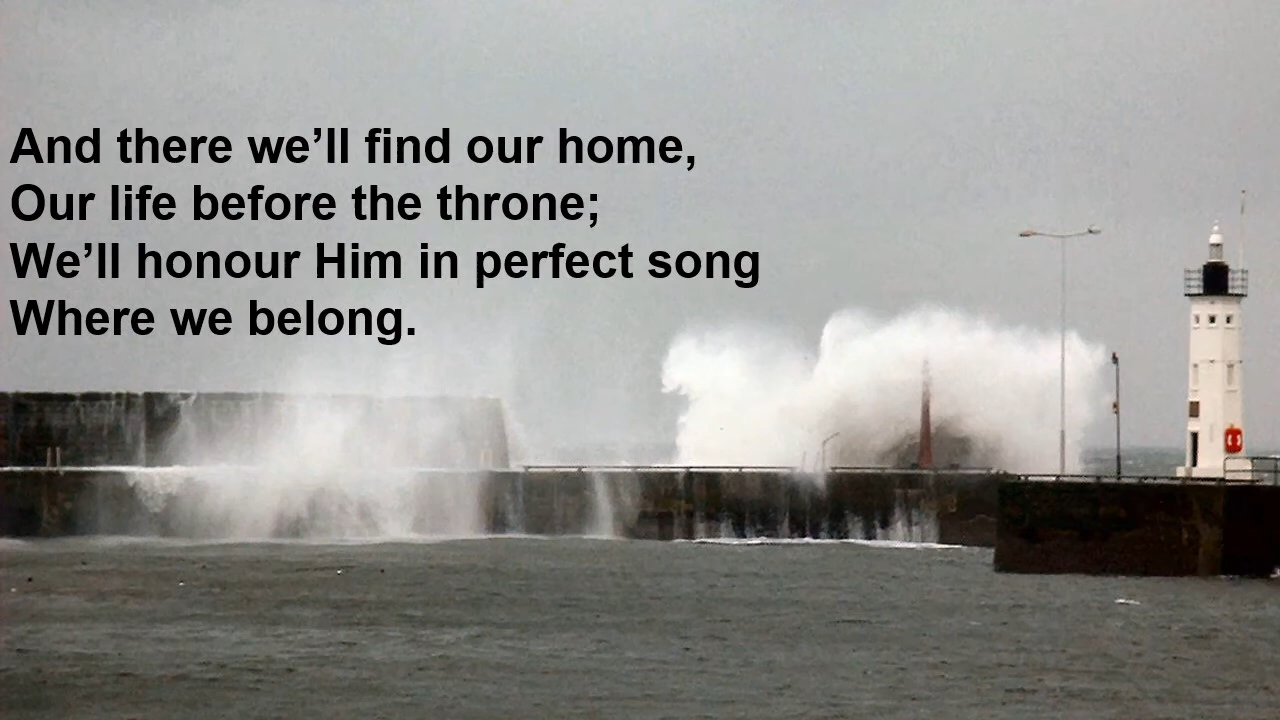 And there we’ll find our home,
Our life before the throne;
We’ll honour Him in perfect song
Where we belong.